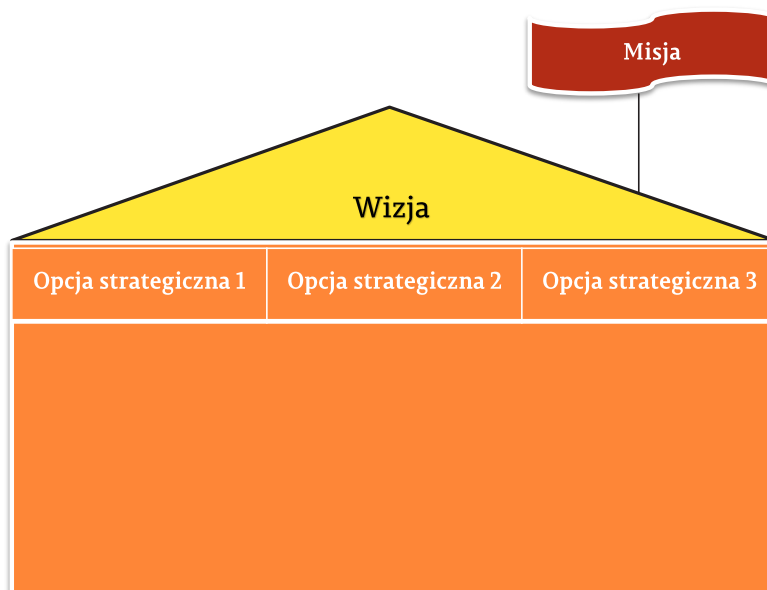 Misja
Wizja
Opcja strategiczna 1
Opcja strategiczna 2
Opcja strategiczna 3